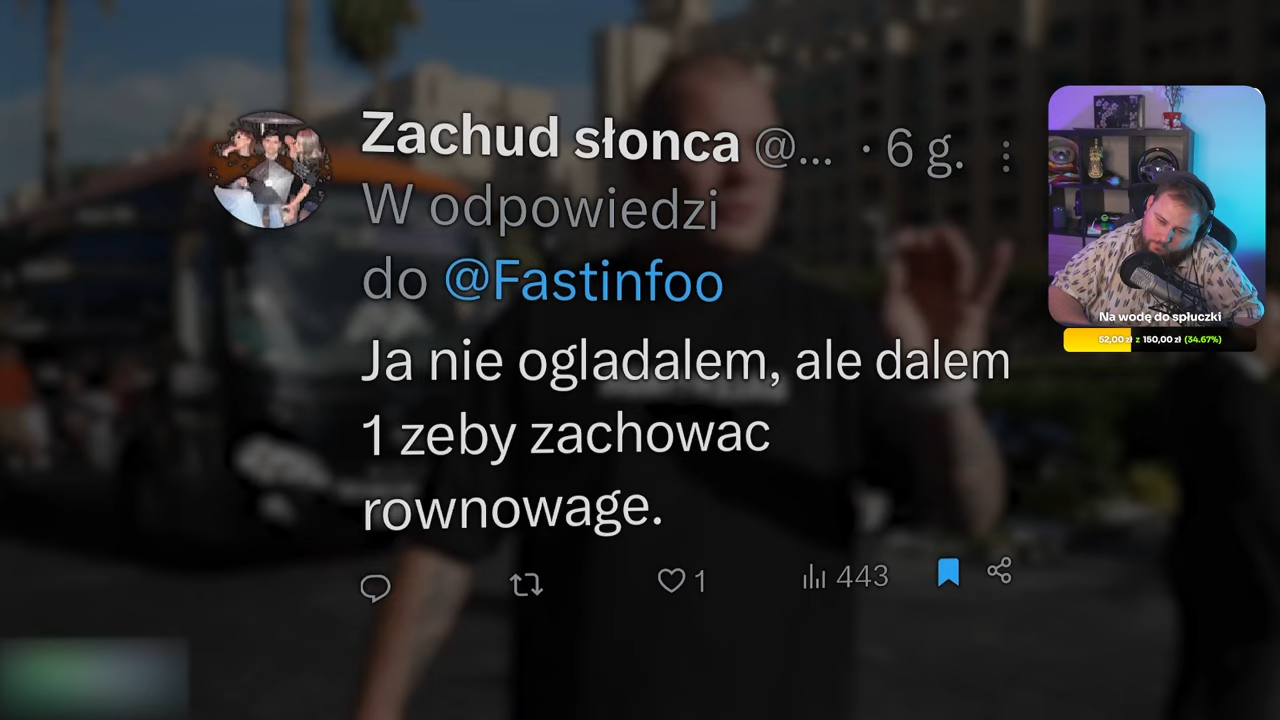 Zachud słonca @... · 6 g.
W odpowiedzi
do @Fastinfoo
Ja nie ogladalem, ale dalem
1 zeby zachowac
rownowage.
1
443
Na wodę do spłuczki
52,00 zł z 150,00 zł (34.67%)